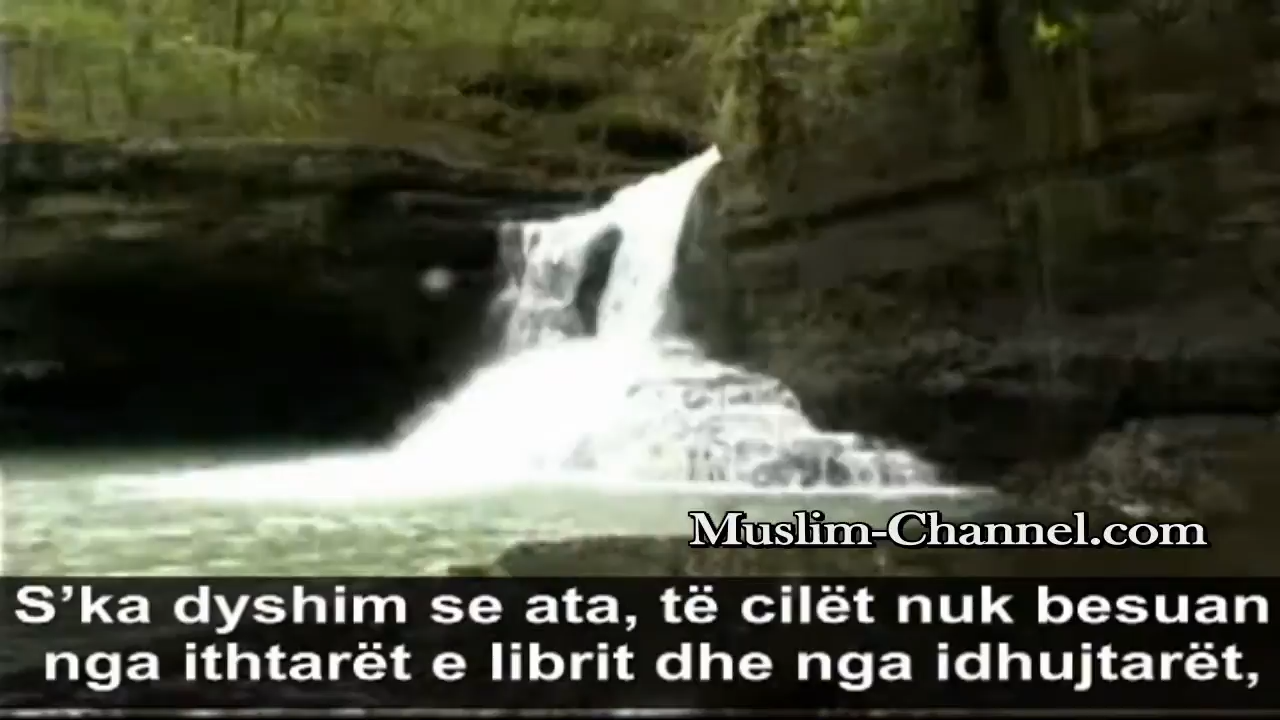 Muslim-Channel.com
S’ka dyshim se ata, të cilët nuk besuan
nga ithtarët e librit dhe nga idhujtarët,